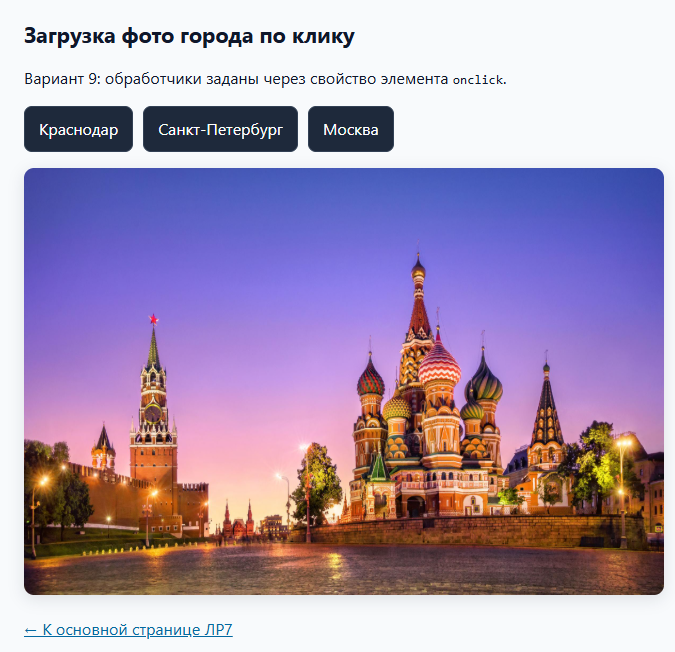 Загрузка фото города по клику
Вариант 9: обработчики заданы через свойство элемента onclick.
Краснодар Санкт-Петербург Москва
← К основной странице ЛР7